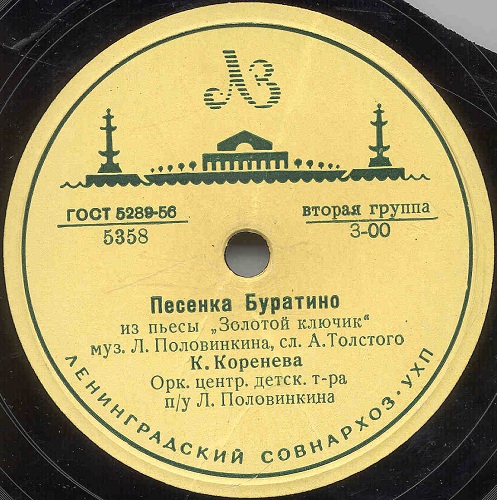 ЛЗ
ГОСТ 5289-56
вторая группа
5358
3-00
Песенка Буратино
из пьесы „Золотой ключик"
муз. Л. Половинкина, сл. А.Толстого
К. Коренева
Орк. центр. детск. т-ра
п/у Л. Половинкина
ЛЕНИНГРАДСКИЙ СОВНАРХОЗ · УХП